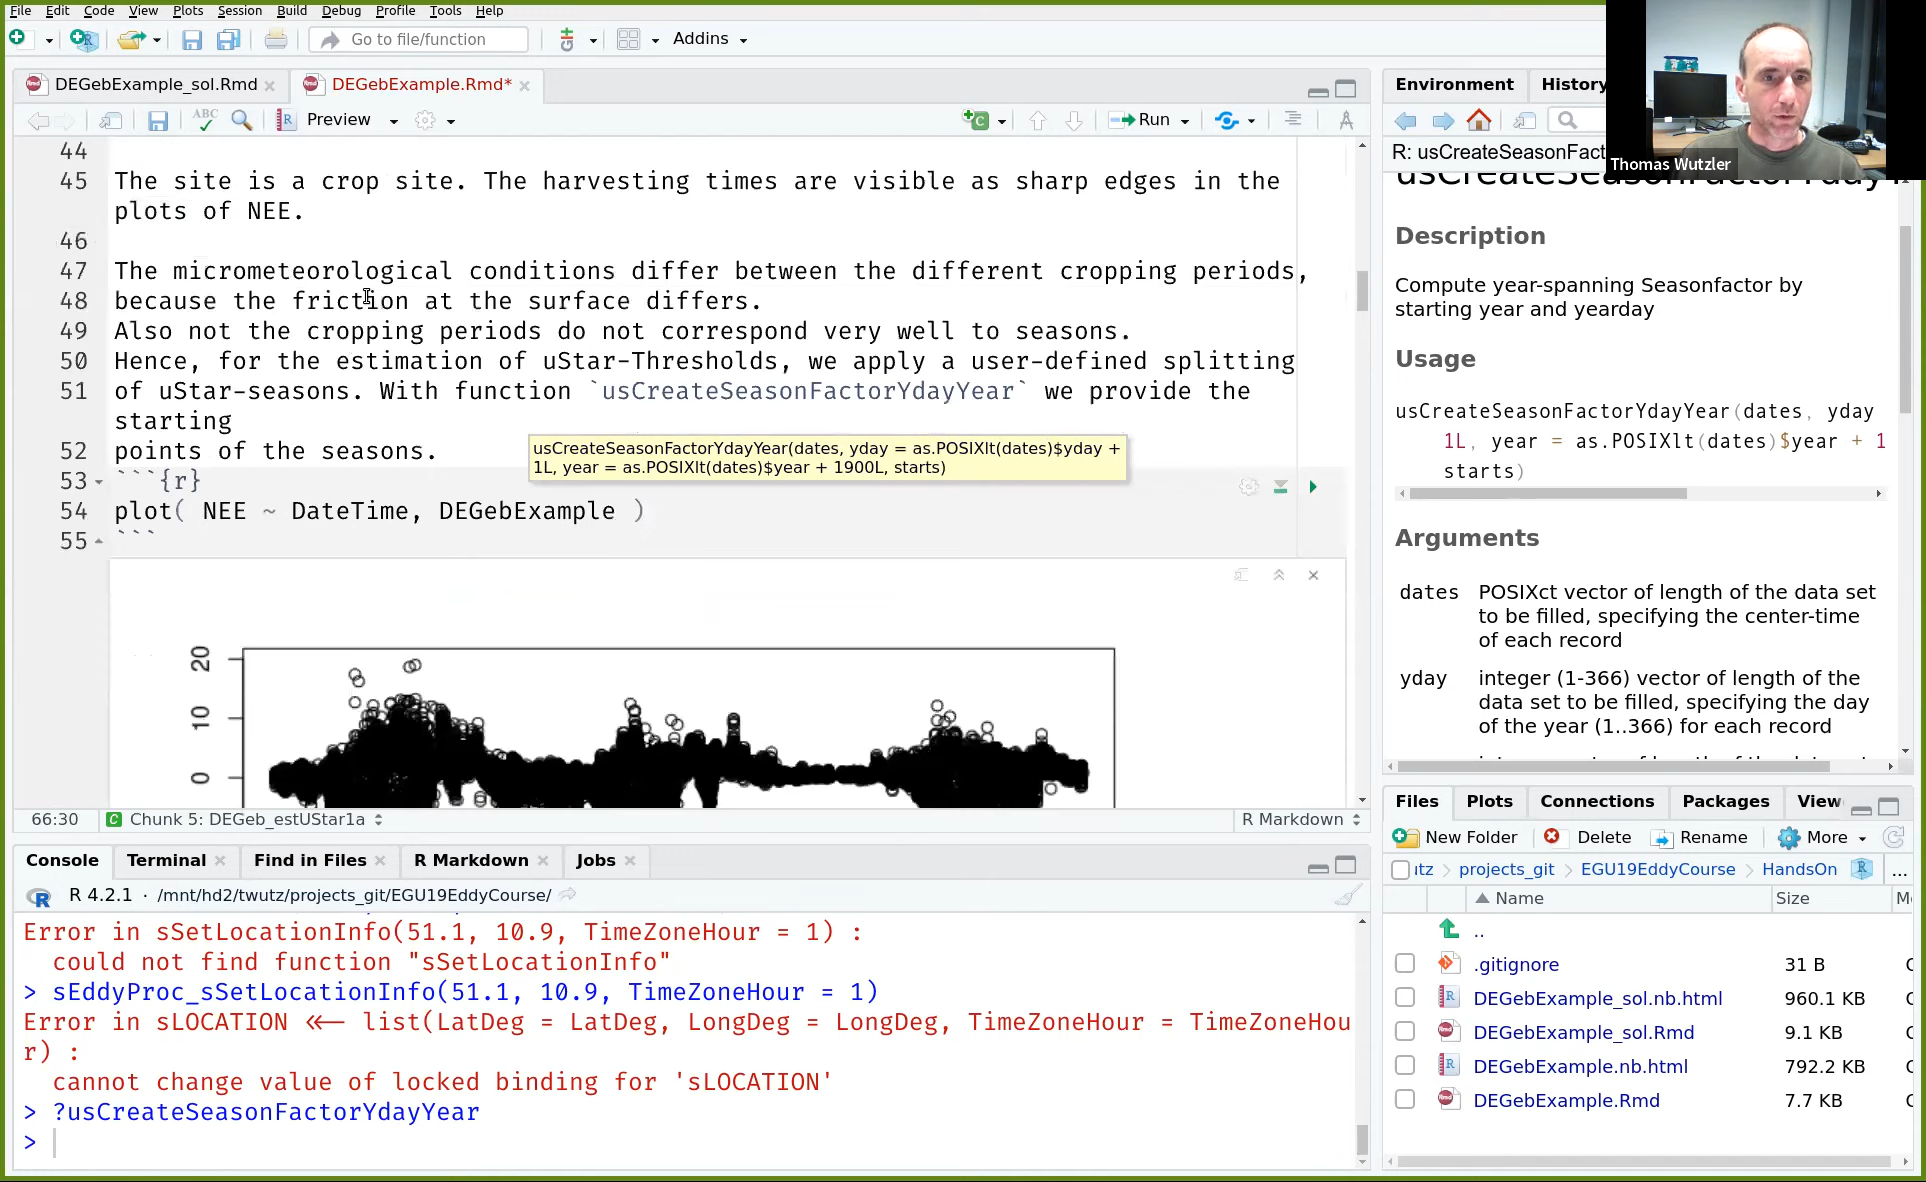 File Edit Code View Plots Session Build Debug Profile Tools Help
Go to file/function
Addins
DEGebExample_sol.Rmd
DEGebExample.Rmd*
ABC
Preview
Run
44
45 The site is a crop site. The harvesting times are visible as sharp edges in the
plots of NEE.
46
47 The micrometeorological conditions differ between the different cropping periods,
48 because the friction at the surface differs.
49 Also not the cropping periods do not correspond very well to seasons.
50 Hence, for the estimation of uStar-Thresholds, we apply a user-defined splitting
51 of uStar-seasons. With function `usCreateSeasonFactorYdayYear` we provide the
starting
52 points of the seasons.
usCreateSeasonFactorYdayYear(dates, yday = as.POSIXlt(dates)$yday +
1L, year = as.POSIXlt(dates)$year + 1900L, starts)
53 ```{r}
54 plot( NEE ~ DateTime, DEGebExample )
55 ```
20
10
0
66:30 Chunk 5: DEGeb_estUStar1a R Markdown
Console Terminal Find in Files R Markdown Jobs
R 4.2.1 · /mnt/hd2/twutz/projects_git/EGU19EddyCourse/
Error in sSetLocationInfo(51.1, 10.9, TimeZoneHour = 1) :
could not find function "sSetLocationInfo"
> sEddyProc_sSetLocationInfo(51.1, 10.9, TimeZoneHour = 1)
Error in sLOCATION <<- list(LatDeg = LatDeg, LongDeg = LongDeg, TimeZoneHour = TimeZoneHou
r) :
cannot change value of locked binding for 'sLOCATION'
> ?usCreateSeasonFactorYdayYear
>
Environment History
R: usCreateSeasonFact
Thomas Wutzler
usCreateSeasonFactorYdayY
Description
Compute year-spanning Seasonfactor by
starting year and yearday
Usage
usCreateSeasonFactorYdayYear(dates, yday
1L, year = as.POSIXlt(dates)$year + 1
starts)
Arguments
dates POSIXct vector of length of the data set
to be filled, specifying the center-time
of each record
yday integer (1-366) vector of length of the
data set to be filled, specifying the day
of the year (1..366) for each record
Files Plots Connections Packages View
New Folder Delete Rename More
utz projects_git EGU19EddyCourse HandsOn ...
Name Size
..
.gitignore 31 B
DEGebExample_sol.nb.html 960.1 KB
DEGebExample_sol.Rmd 9.1 KB
DEGebExample.nb.html 792.2 KB
DEGebExample.Rmd 7.7 KB